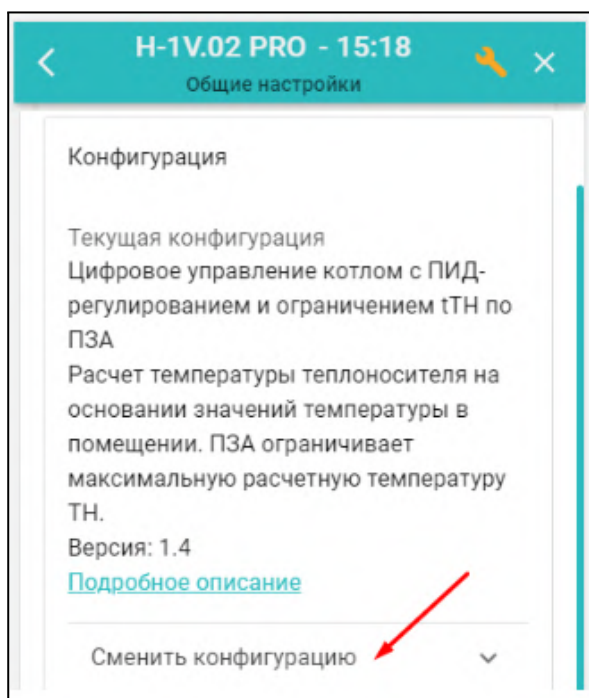 H-1V.02 PRO - 15:18
Общие настройки
Конфигурация
Текущая конфигурация
Цифровое управление котлом с ПИД-
регулированием и ограничением tТН по
ПЗА
Расчет температуры теплоносителя на
основании значений температуры в
помещении. ПЗА ограничивает
максимальную расчетную температуру
ТН.
Версия: 1.4
Подробное описание
Сменить конфигурацию